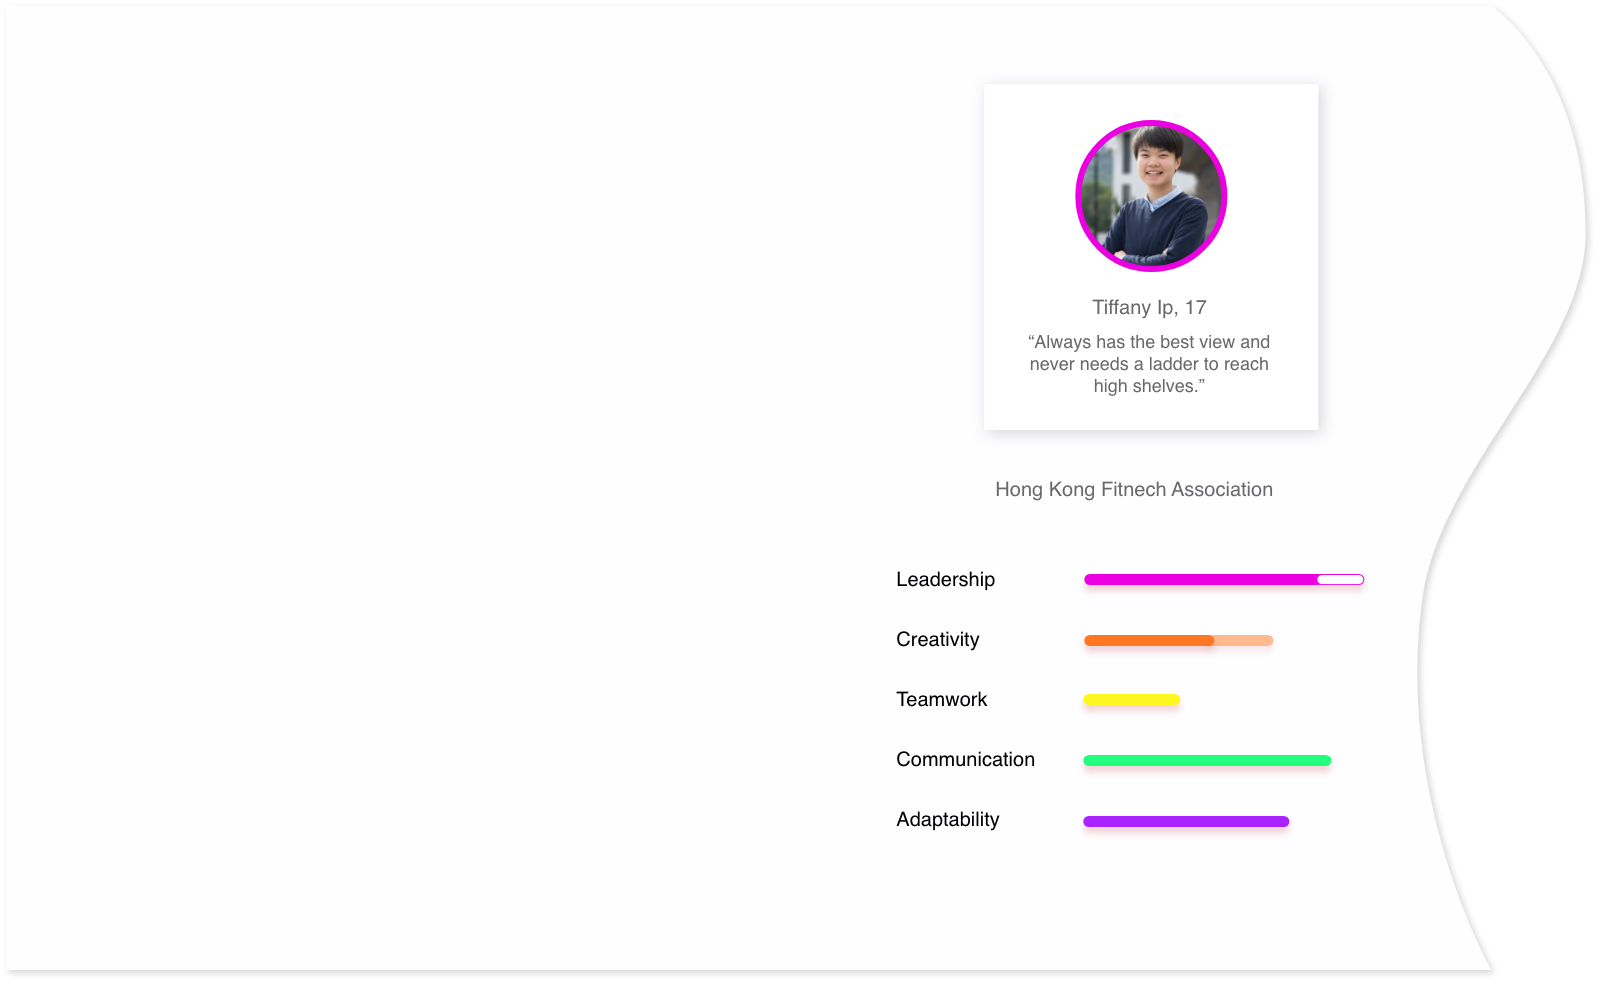 Tiffany Ip, 17
“Always has the best view and
never needs a ladder to reach
high shelves.”
Hong Kong Fitnech Association
Leadership
Creativity
Teamwork
Communication
Adaptability